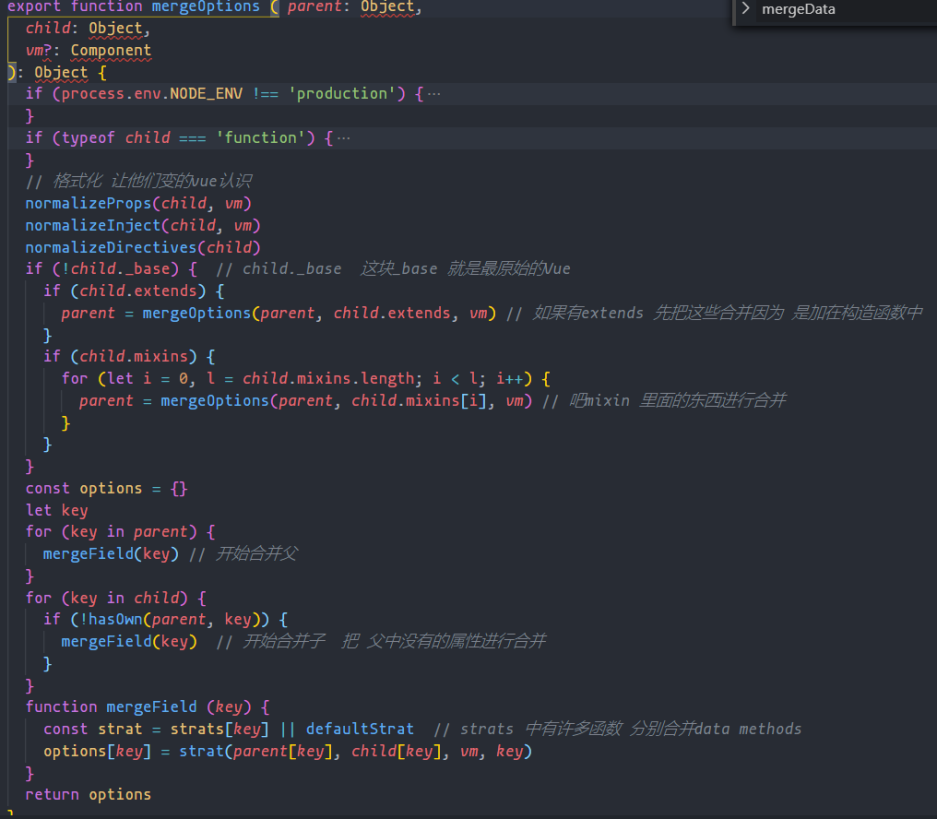 export function mergeOptions ( parent: Object,
> mergeData
child: Object,
vm?: Component
): Object {
if (process.env.NODE_ENV !== 'production') {···
}
if (typeof child === 'function') {···
}
// 格式化 让他们变的vue认识
normalizeProps(child, vm)
normalizeInject(child, vm)
normalizeDirectives(child)
if (!child._base) { // child._base 这块_base 就是最原始的Vue
if (child.extends) {
parent = mergeOptions(parent, child.extends, vm) // 如果有extends 先把这些合并因为 是加在构造函数中
}
if (child.mixins) {
for (let i = 0, l = child.mixins.length; i < l; i++) {
parent = mergeOptions(parent, child.mixins[i], vm) // 吧mixin 里面的东西进行合并
}
}
}
const options = {}
let key
for (key in parent) {
mergeField(key) // 开始合并父
}
for (key in child) {
if (!hasOwn(parent, key)) {
mergeField(key) // 开始合并子 把 父中没有的属性进行合并
}
}
function mergeField (key) {
const strat = strats[key] || defaultStrat // strats 中有许多函数 分别合并data methods
options[key] = strat(parent[key], child[key], vm, key)
}
return options
}